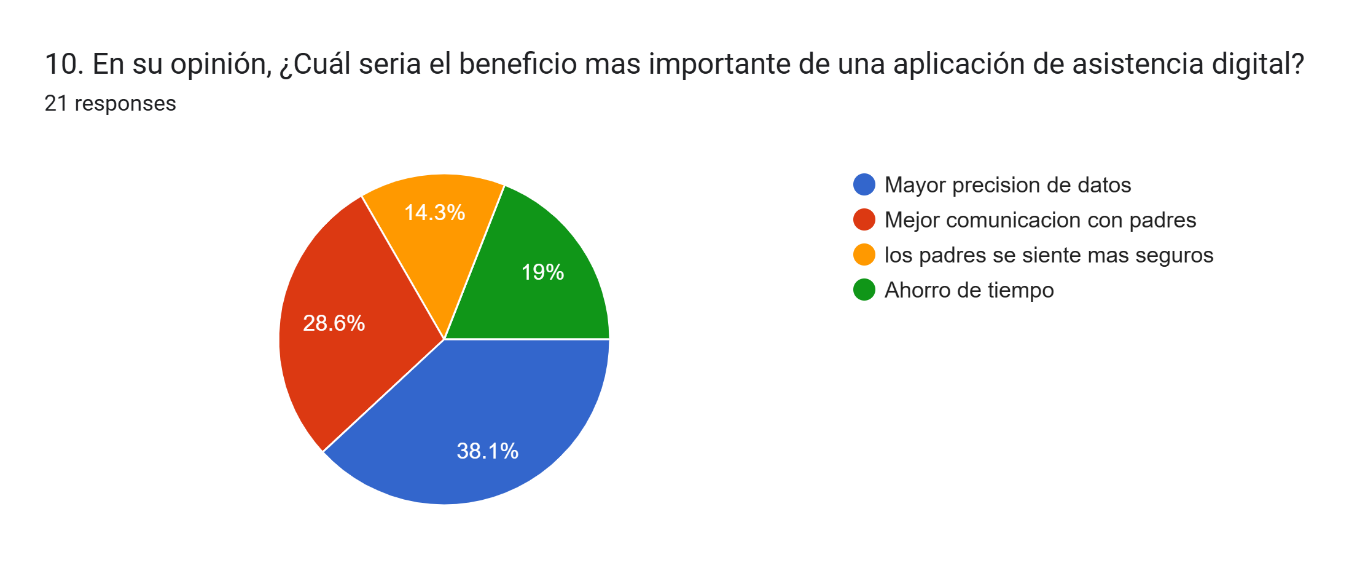 10. En su opinión, ¿Cuál seria el beneficio mas importante de una aplicación de asistencia digital?
21 responses
Mayor precision de datos
Mejor comunicacion con padres
los padres se siente mas seguros
Ahorro de tiempo
14.3%
19%
28.6%
38.1%